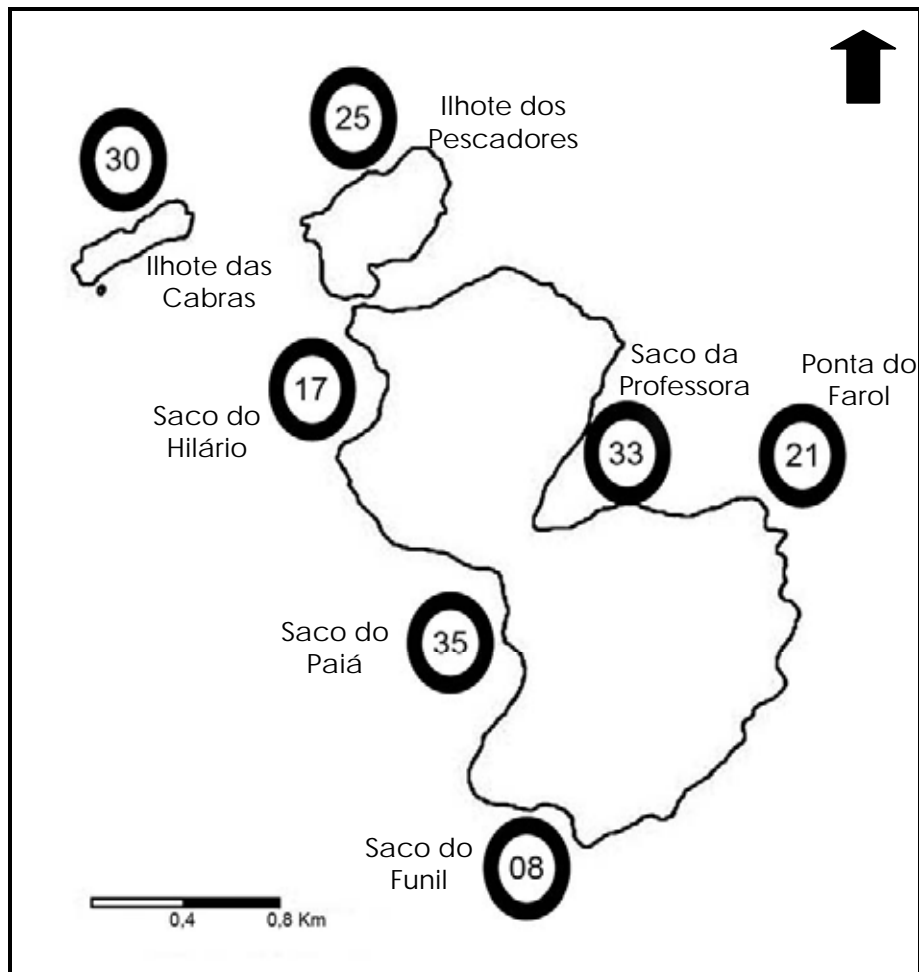 25
Ilhote dos
Pescadores
30
Ilhote das
Cabras
17
Saco do
Hilário
Saco da
Professora
33
Ponta do
Farol
21
Saco do
Paiá
35
Saco do
Funil
08
0,4
0,8 Km